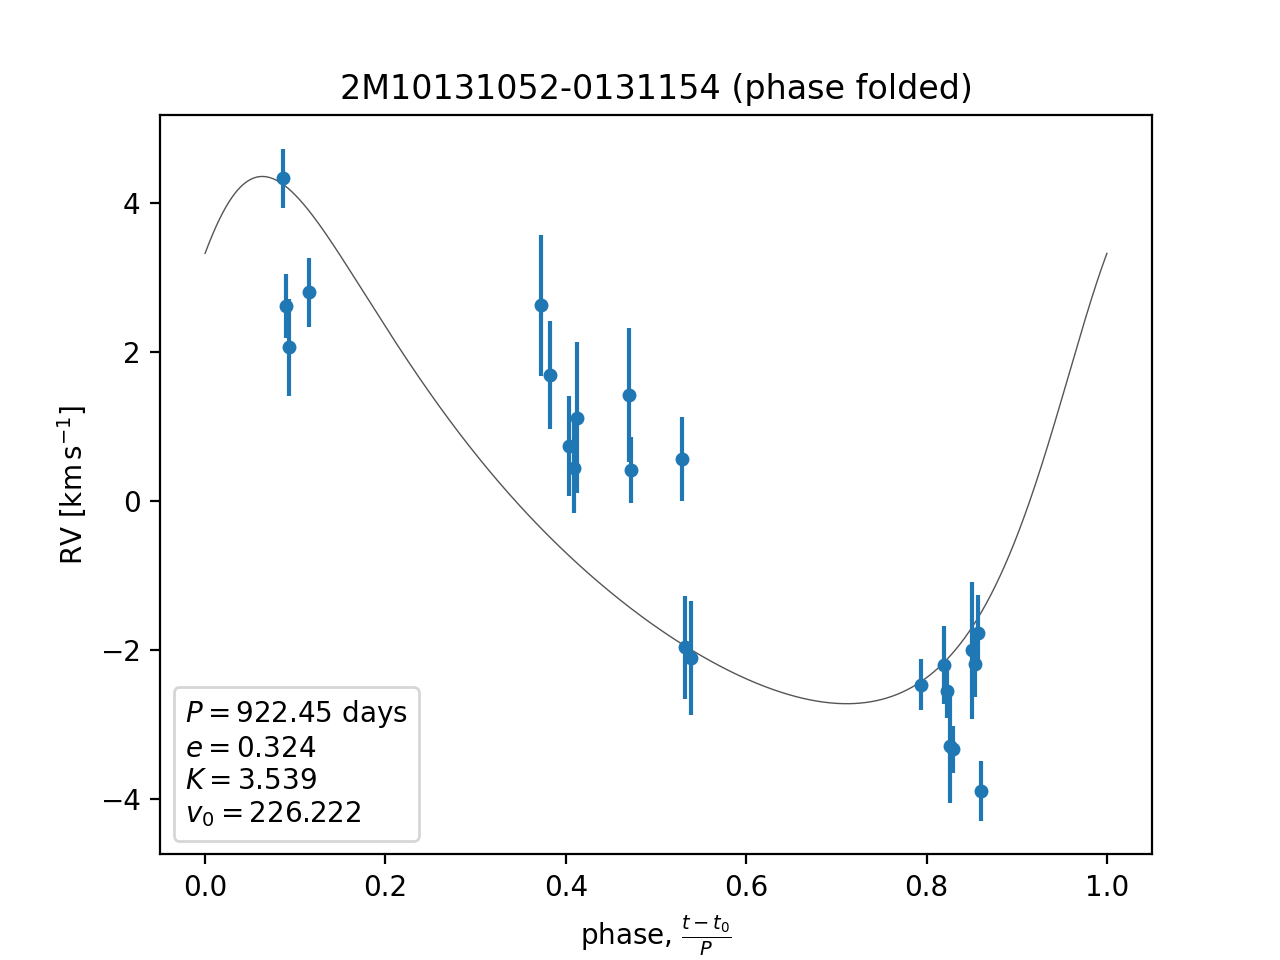 2M10131052-0131154 (phase folded)
RV [km s⁻¹]
4
2
0
−2
−4
P = 922.45 days
e = 0.324
K = 3.539
v₀ = 226.222
0.0 0.2 0.4 0.6 0.8 1.0
phase, (t − t₀)/P